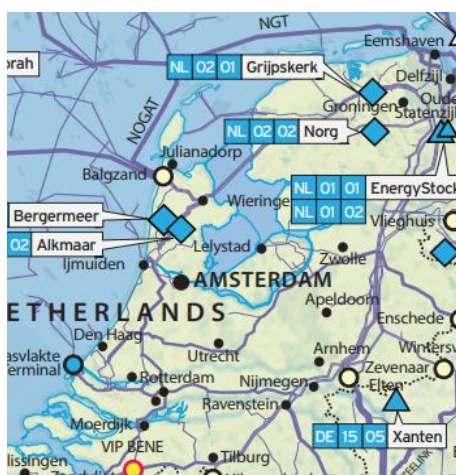 NGT
Eemshaven
orah
NL 02 01 Grijpskerk
Delfzijl
Groningen
Oude
Statenzijl
NOGAT
NL 02 02 Norg
Julianadorp
Balgzand
NL 01 01 EnergyStock
Wieringe
NL 01 02
Bergermeer
Vlieghuis
02 Alkmaar
Lelystad
Zwolle
Ijmuiden
AMSTERDAM
Apeldoorn
ETHERLANDS
Enschede
Den Haag
Utrecht
Arnhem
Winters
asvlakte
Terminal
Zevenaar
Elten
Rotterdam
Nijmegen
Ravenstein
Moerdijk
DE 15 05 Xanten
VIP BENE
Tilburg
lissingen